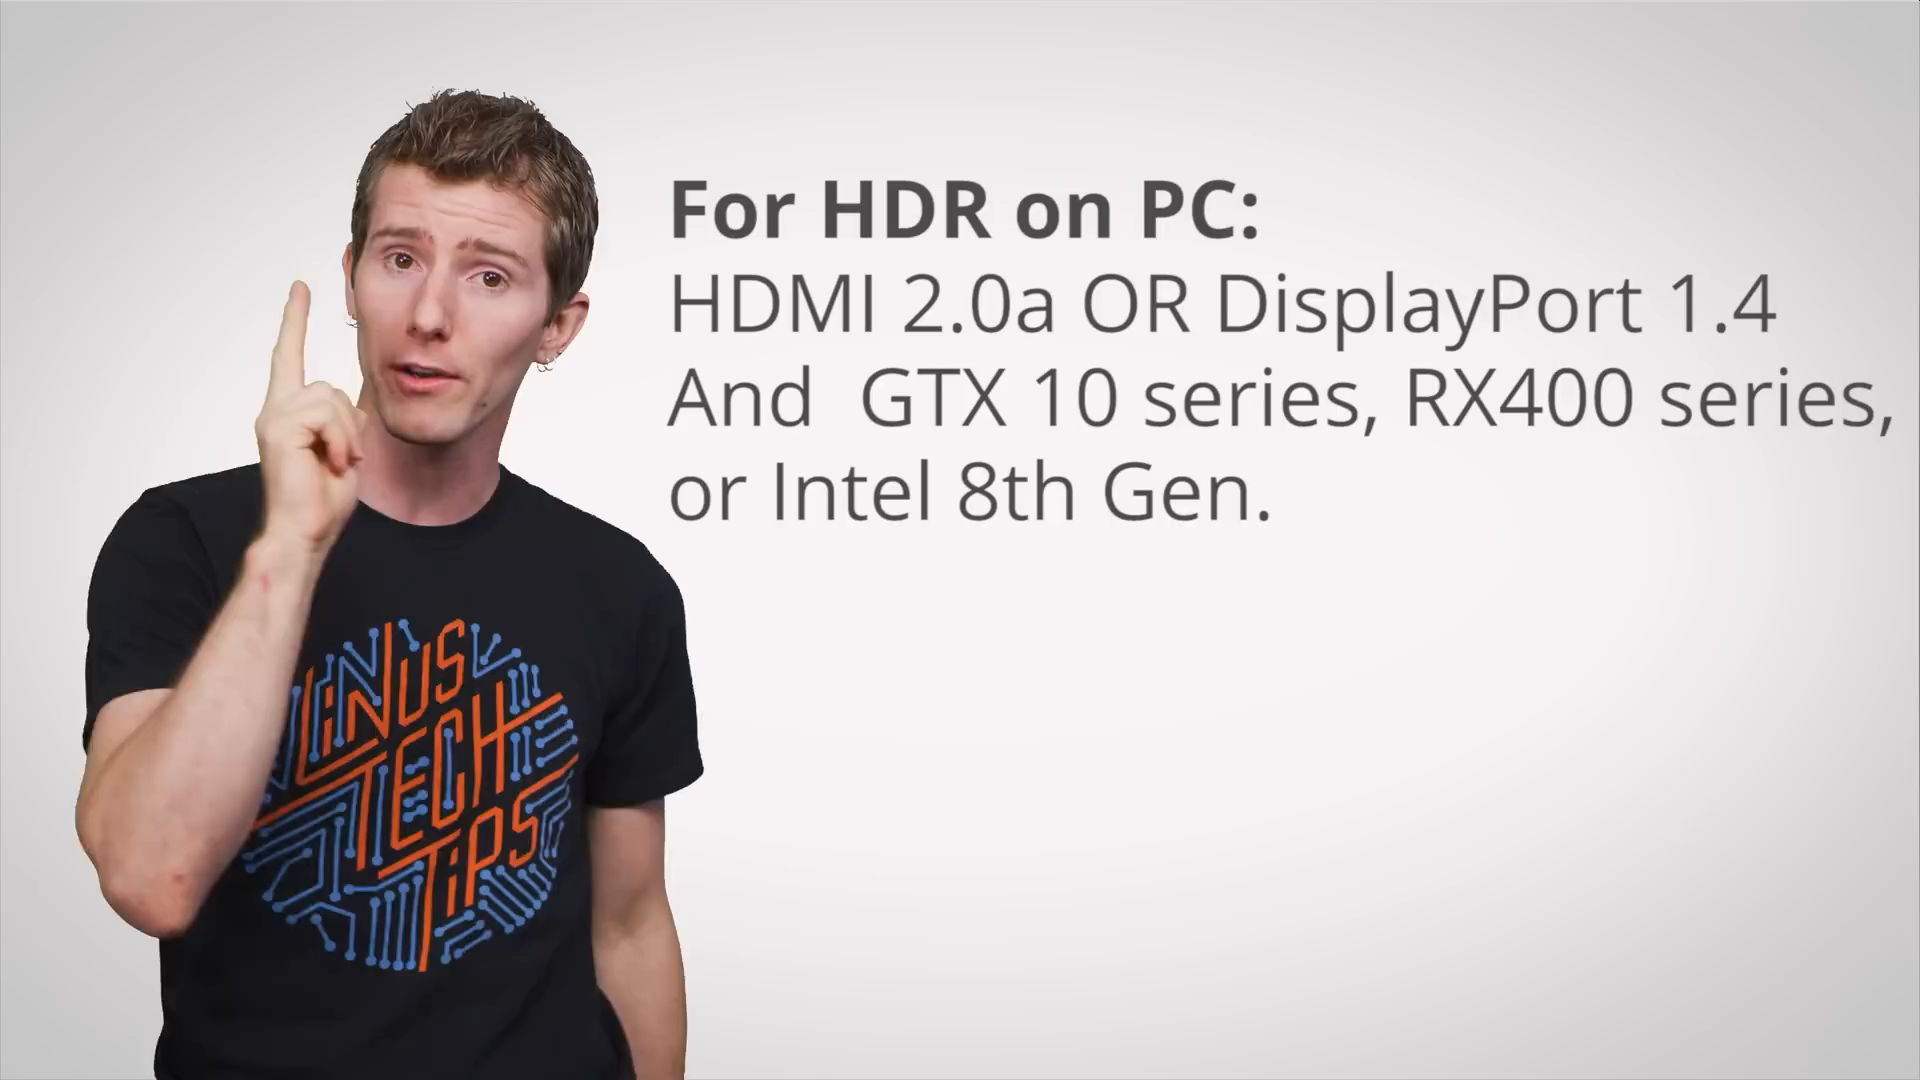 For HDR on PC:
HDMI 2.0a OR DisplayPort 1.4
And  GTX 10 series, RX400 series,
or Intel 8th Gen.
LiNUS
TECH
TiPS